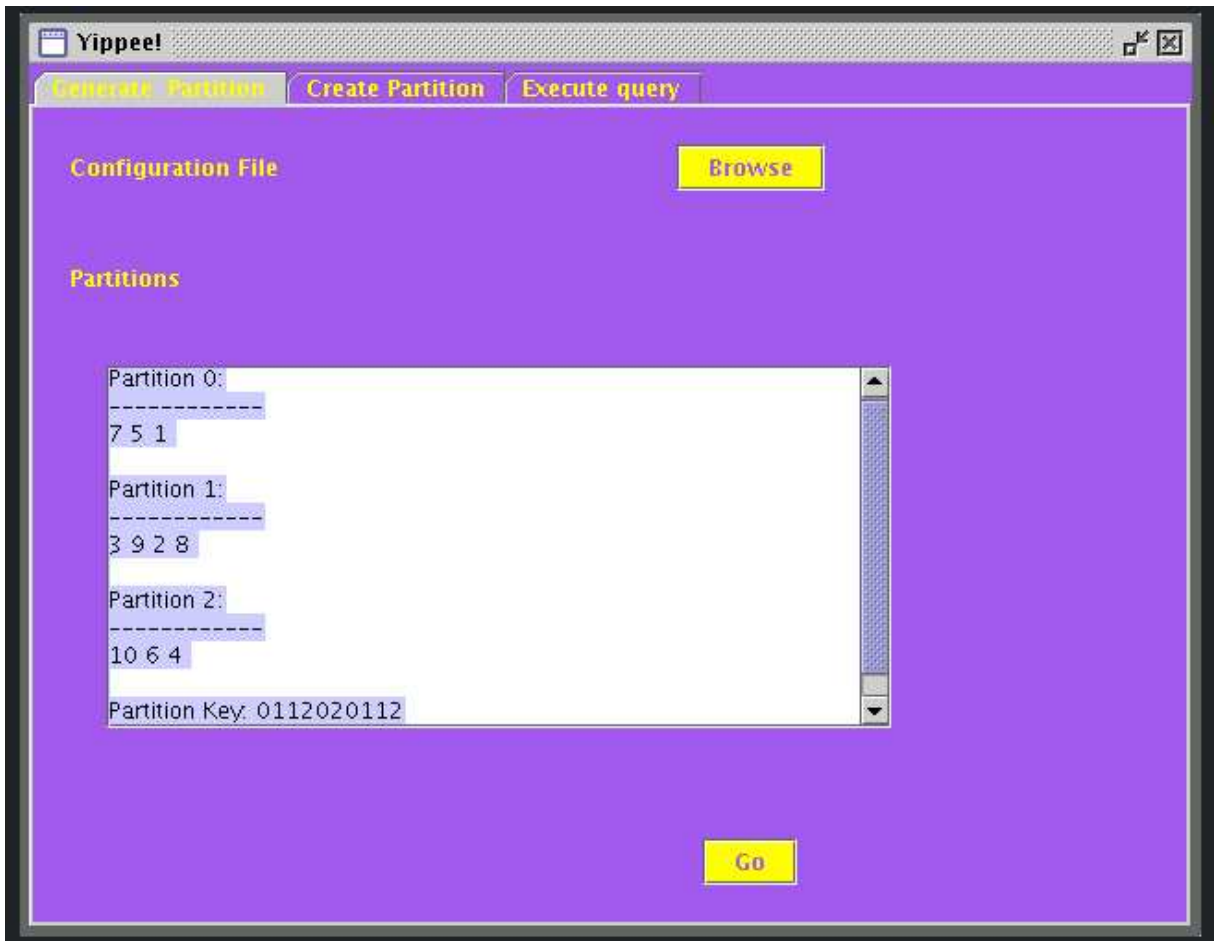 Yippee!
Generate Partition Create Partition Execute query
Configuration File Browse
Partitions
Partition 0:
------------
7 5 1
Partition 1:
------------
3 9 2 8
Partition 2:
------------
10 6 4
Partition Key: 0112020112
Go